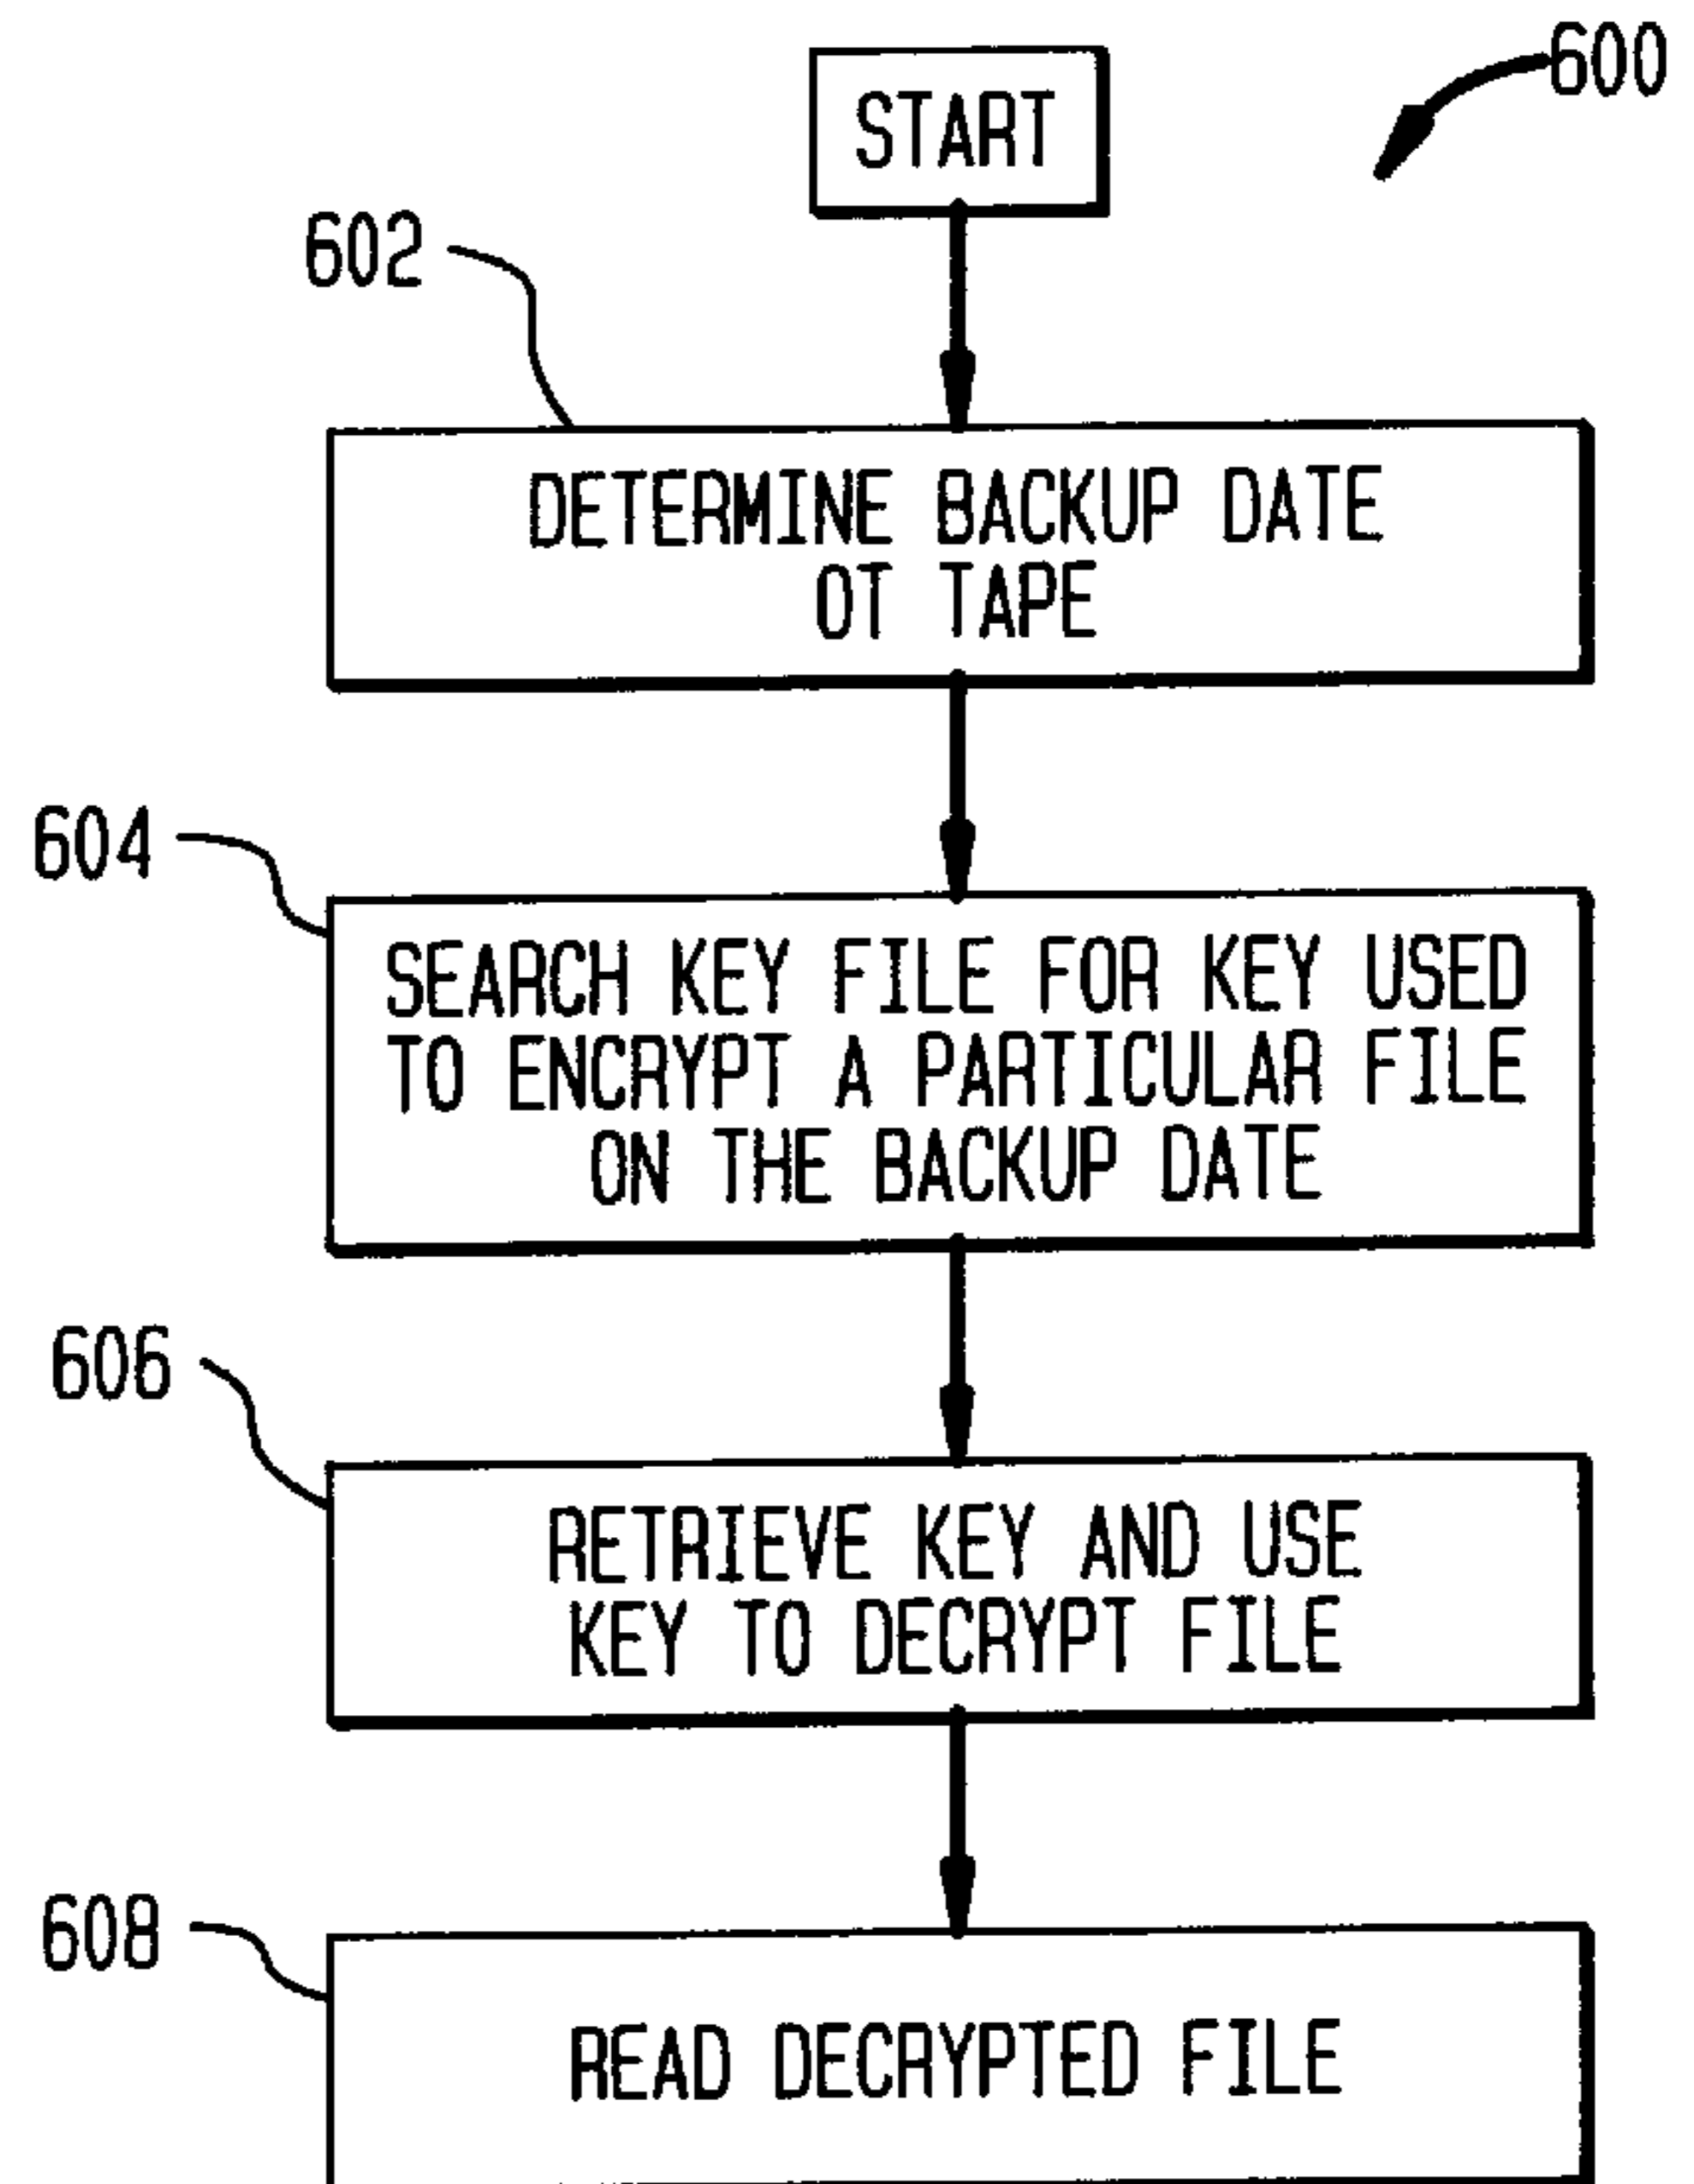 600
START
602
DETERMINE BACKUP DATE
OT TAPE
604
SEARCH KEY FILE FOR KEY USED
TO ENCRYPT A PARTICULAR FILE
ON THE BACKUP DATE
606
RETRIEVE KEY AND USE
KEY TO DECRYPT FILE
608
READ DECRYPTED FILE